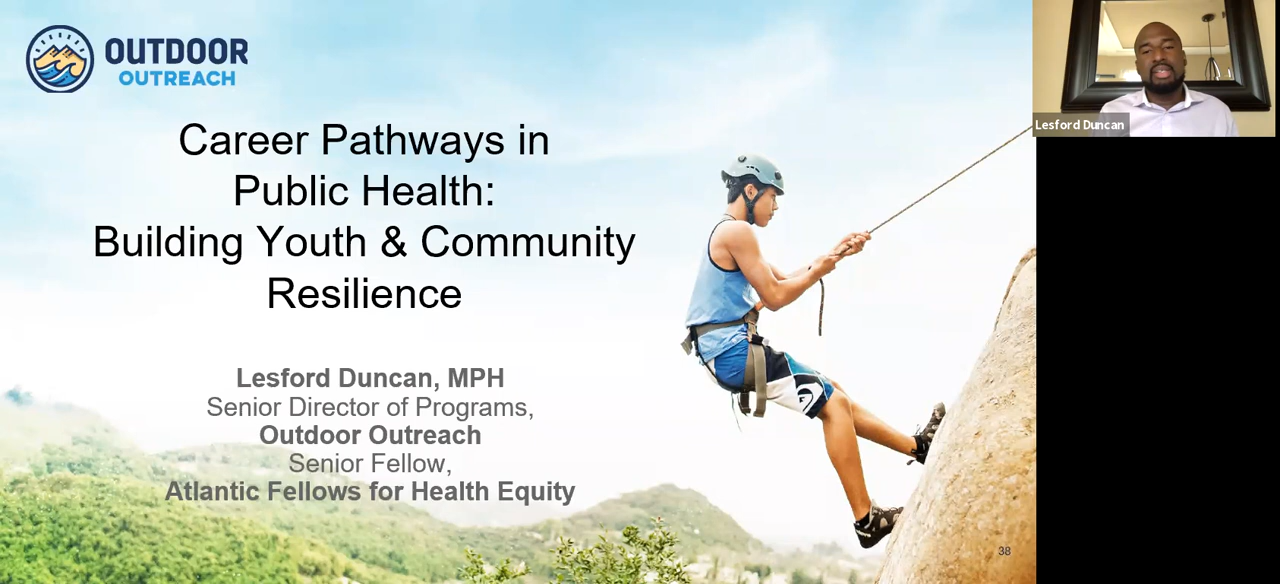 OUTDOOR
OUTREACH
Career Pathways in
Public Health:
Building Youth & Community
Resilience
Lesford Duncan, MPH
Senior Director of Programs,
Outdoor Outreach
Senior Fellow,
Atlantic Fellows for Health Equity
38
Lesford Duncan